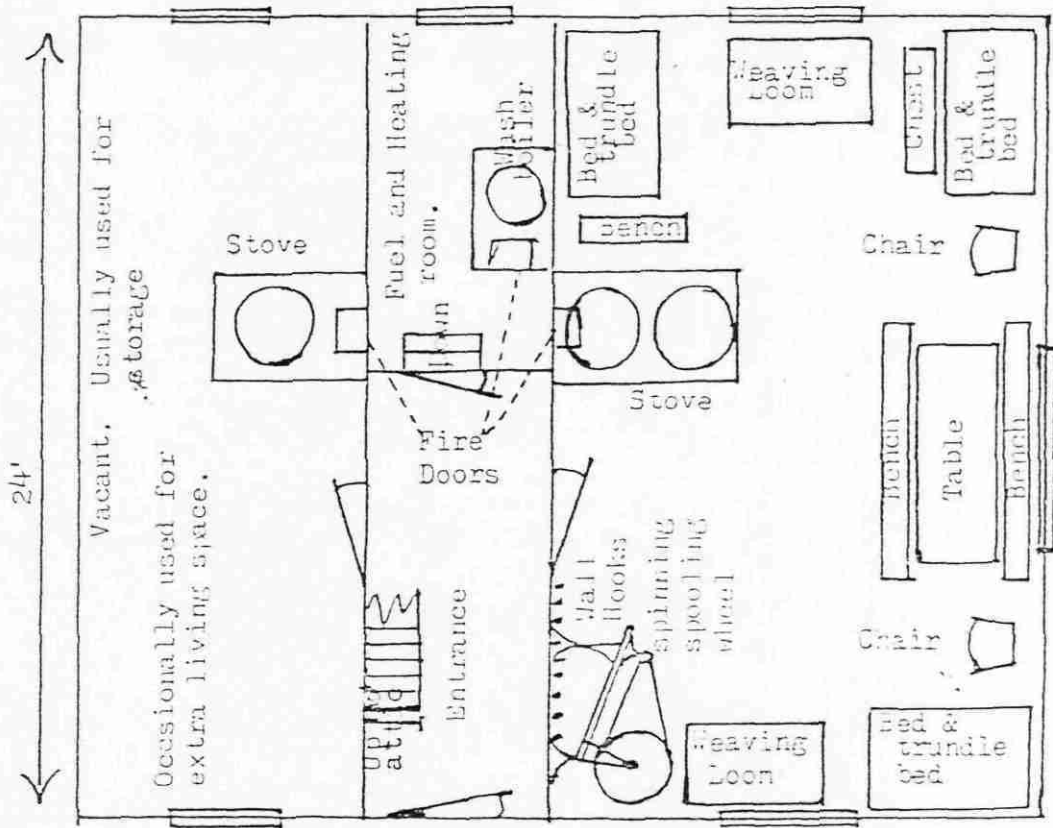 24'
Vacant. Usually used for
storage
Occsionally used for
extra living space.
Stove
Fuel and Heating
room.
Down
Wash
Boiler
Fire
Doors
Up to
attic
Entrance
Bed &
trundle
bed
Bench
Stove
Wall
Hooks
spinning
spooling
wheel
Weaving
Loom
Weaving
Loom
Chest
Bed &
trundle
bed
Chair
Bench
Table
Bench
Chair
Bed &
trundle
bed